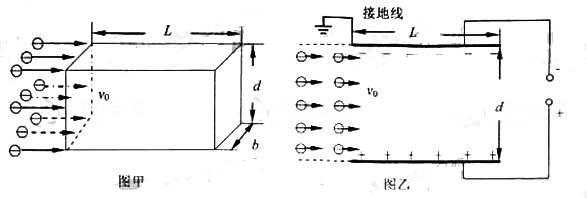 L
v₀
d
b
图甲
接地线
L
v₀
d
-
+
- -
+ + + + + +
图乙